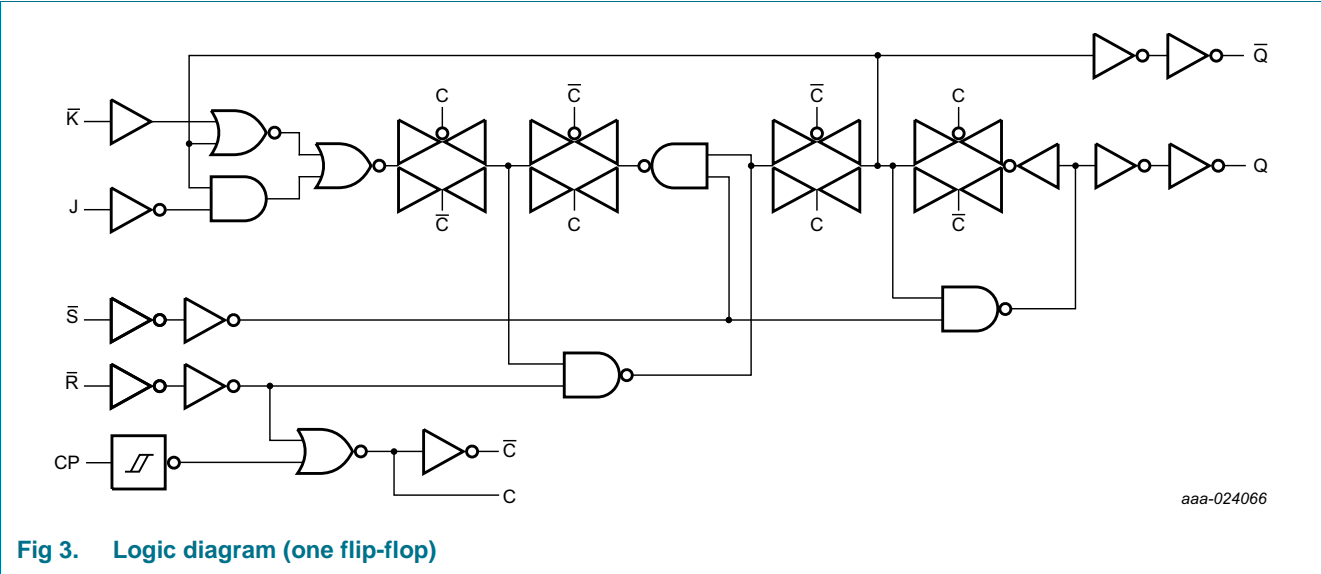 Q̅
K̅
C
C̅
C̅
C
J
C̅
C
C
C̅
Q
S̅
R̅
CP
C̅
C
aaa-024066
Fig 3. Logic diagram (one flip-flop)